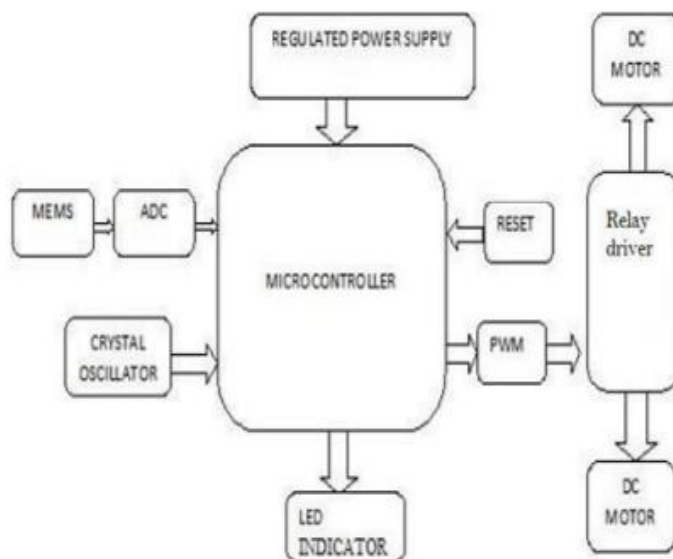 REGULATED POWER SUPPLY
DC
MOTOR
MEMS
ADC
RESET
Relay
driver
MICROCONTROLLER
CRYSTAL
OSCILLATOR
PWM
LED
INDICATOR
DC
MOTOR